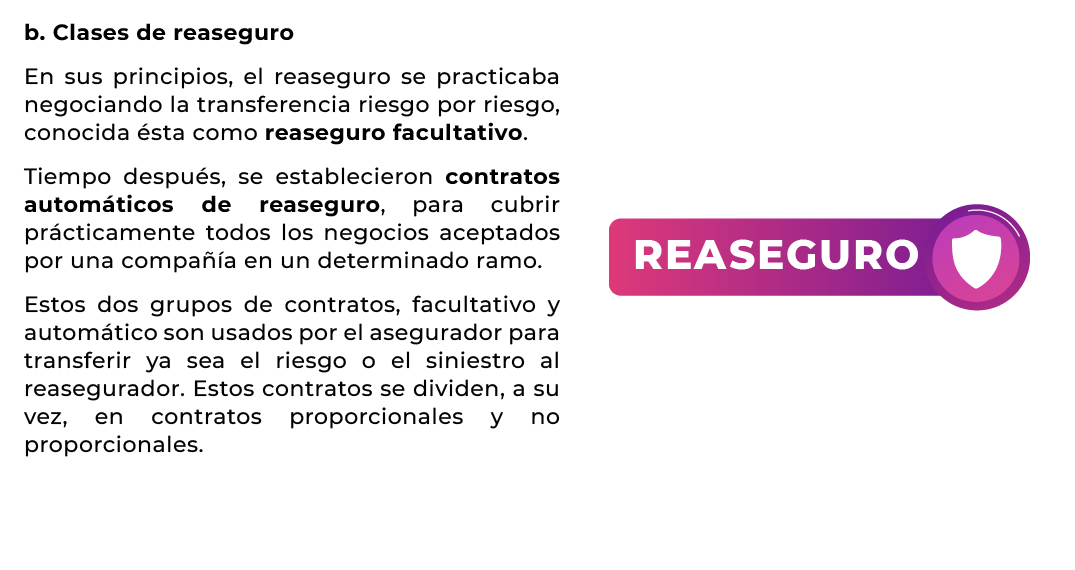 b. Clases de reaseguro
En sus principios, el reaseguro se practicaba
negociando la transferencia riesgo por riesgo,
conocida ésta como reaseguro facultativo.
Tiempo después, se establecieron contratos
automáticos de reaseguro, para cubrir
prácticamente todos los negocios aceptados
por una compañía en un determinado ramo.
Estos dos grupos de contratos, facultativo y
automático son usados por el asegurador para
transferir ya sea el riesgo o el siniestro al
reasegurador. Estos contratos se dividen, a su
vez, en contratos proporcionales y no
proporcionales.
REASEGURO